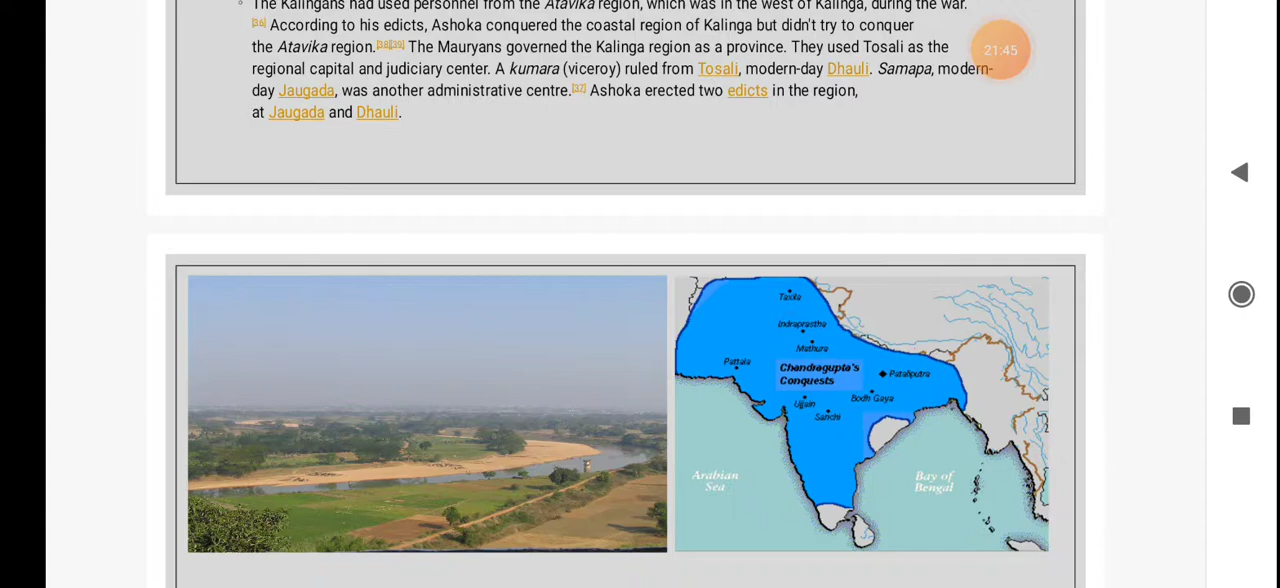 The Kalingans had used personnel from the Atavika region, which was in the west of Kalinga, during the war.
[36] According to his edicts, Ashoka conquered the coastal region of Kalinga but didn't try to conquer
the Atavika region.[38][39] The Mauryans governed the Kalinga region as a province. They used Tosali as the
regional capital and judiciary center. A kumara (viceroy) ruled from Tosali, modern-day Dhauli. Samapa, modern-
day Jaugada, was another administrative centre.[37] Ashoka erected two edicts in the region,
at Jaugada and Dhauli.
21:45
Taxila
Indraprastha
Mathura
Pattala
Chandragupta's
Conquests
Pataliputra
Ujjain
Bodh Gaya
Sanchi
Arabian
Sea
Bay of
Bengal